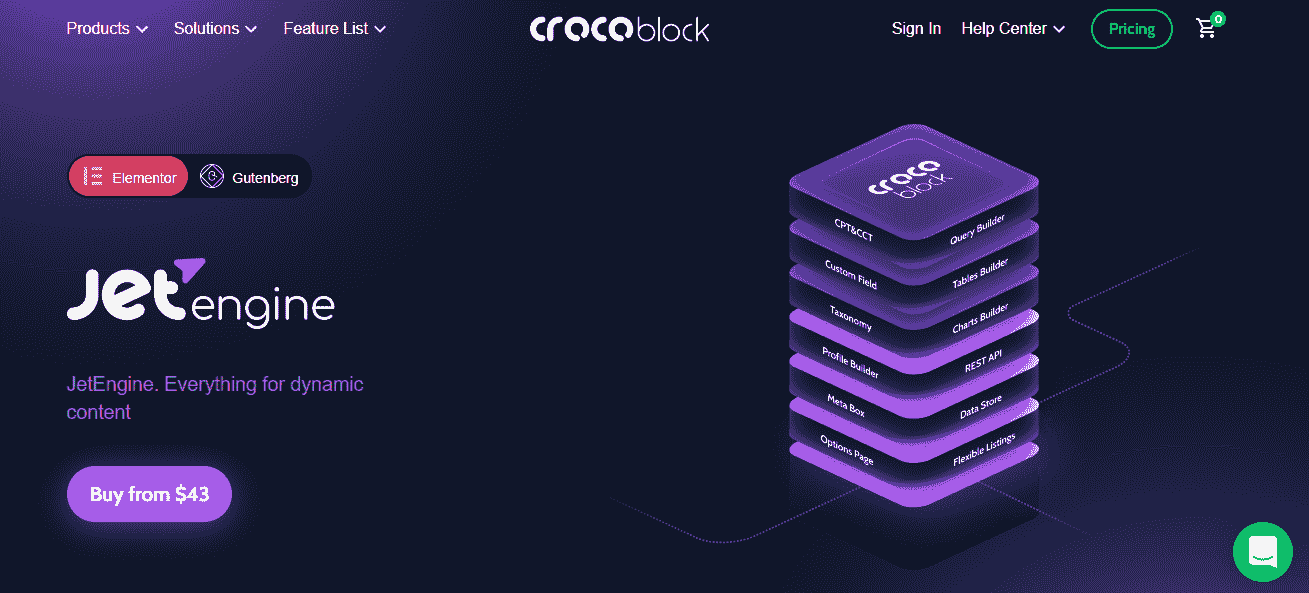 Products
Solutions
Feature List
crocoblock
Sign In
Help Center
Pricing
0
Elementor
Gutenberg
Jet engine
JetEngine. Everything for dynamic
content
Buy from $43
croco
block
CPT&CCT
Query Builder
Custom Field
Tables Builder
Taxonomy
Charts Builder
Profile Builder
REST API
Meta Box
Data Store
Options Page
Flexible Listings